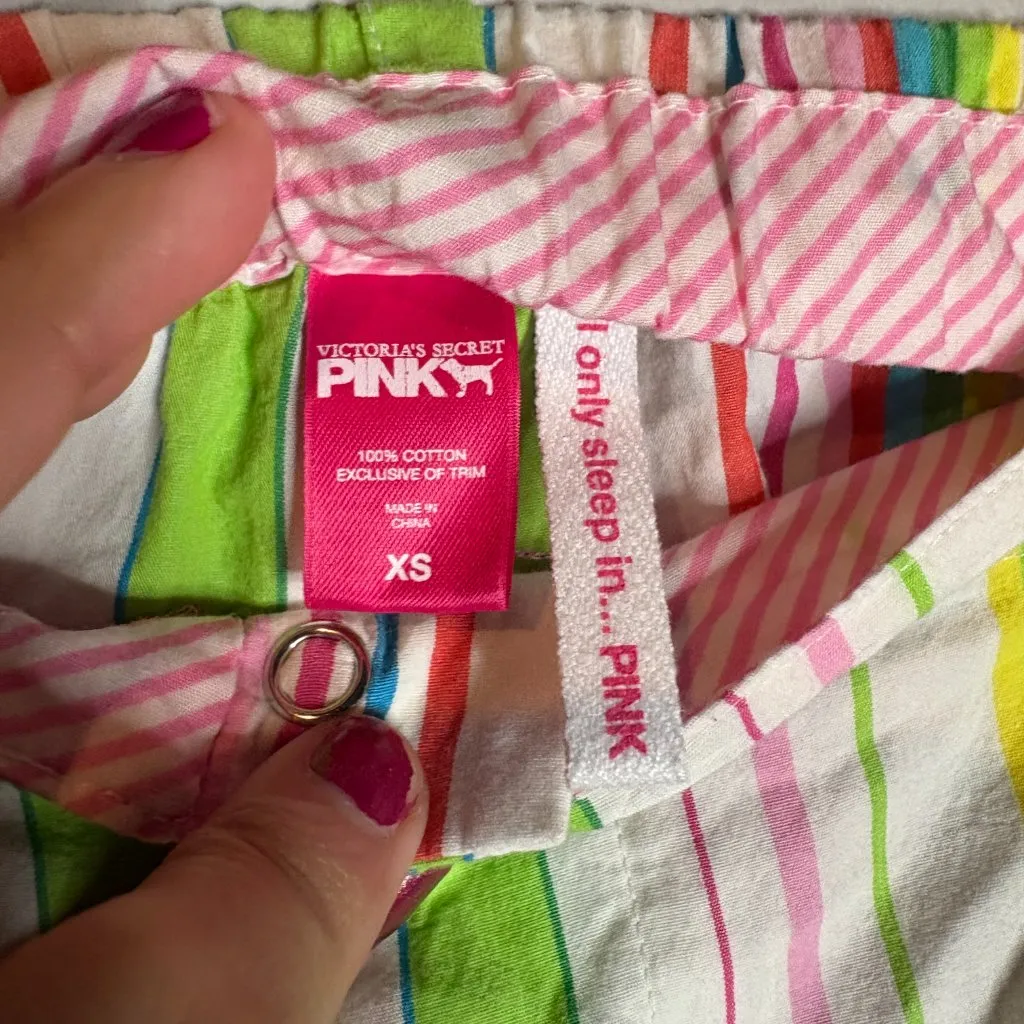 VICTORIA'S SECRET
PINK
100% COTTON
EXCLUSIVE OF TRIM
MADE IN
CHINA
XS
I only sleep in... PINK